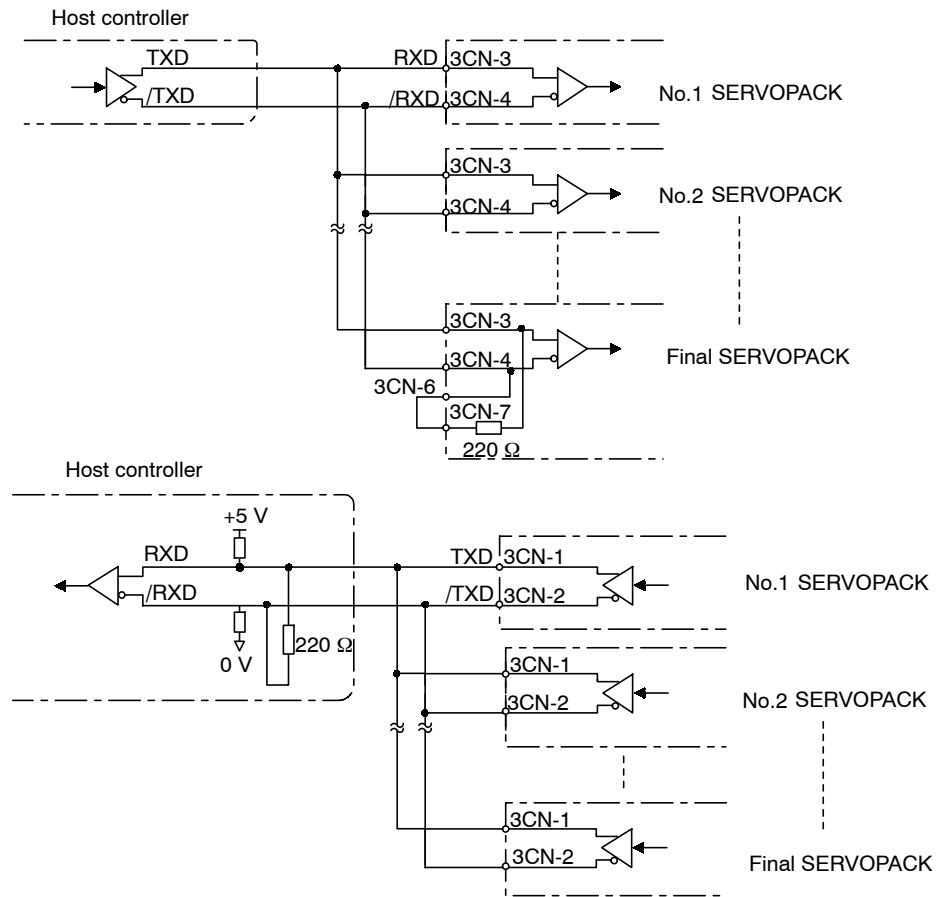 Host controller
TXD
RXD
3CN-3
/TXD
/RXD
3CN-4
No.1 SERVOPACK
3CN-3
No.2 SERVOPACK
3CN-4
3CN-3
3CN-4
Final SERVOPACK
3CN-6
3CN-7
220 Ω
Host controller
+5 V
RXD
TXD
3CN-1
No.1 SERVOPACK
/RXD
/TXD
3CN-2
220 Ω
0 V
3CN-1
3CN-2
No.2 SERVOPACK
3CN-1
3CN-2
Final SERVOPACK